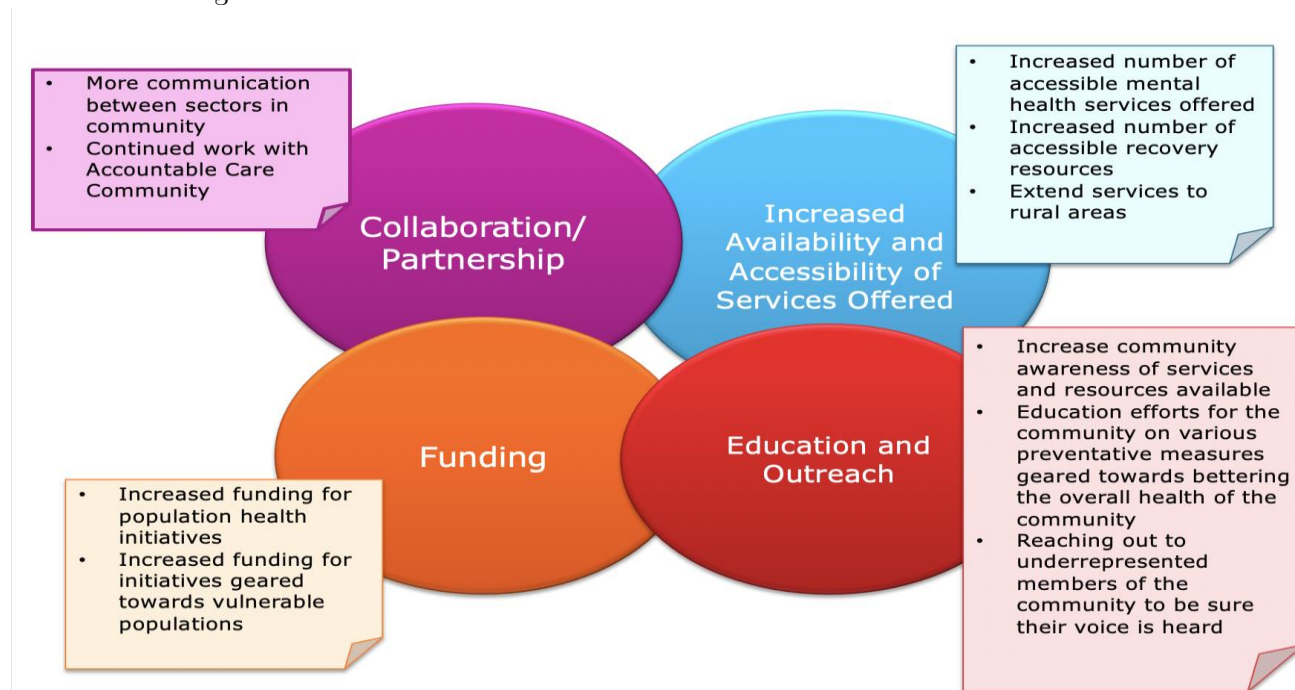 • More communication
between sectors in
community
• Continued work with
Accountable Care
Community
Collaboration/
Partnership
Increased
Availability and
Accessibility of
Services Offered
• Increased number of
accessible mental
health services offered
• Increased number of
accessible recovery
resources
• Extend services to
rural areas
Funding
• Increased funding for
population health
initiatives
• Increased funding for
initiatives geared
towards vulnerable
populations
Education and
Outreach
• Increase community
awareness of services
and resources available
• Education efforts for the
community on various
preventative measures
geared towards bettering
the overall health of the
community
• Reaching out to
underrepresented
members of the
community to be sure
their voice is heard